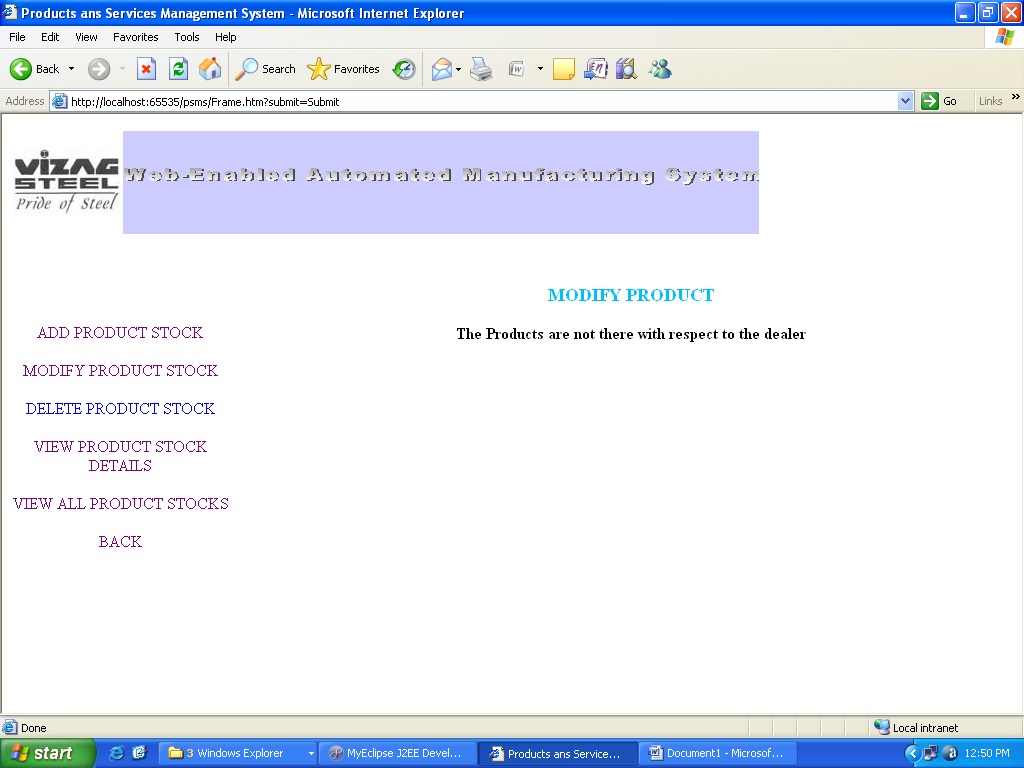 Products ans Services Management System - Microsoft Internet Explorer
File Edit View Favorites Tools Help
Back Search Favorites
Address http://localhost:65535/psms/Frame.htm?submit=Submit Go Links »
VIZAG
STEEL
Pride of Steel
Web-Enabled Automated Manufacturing System
MODIFY PRODUCT
The Products are not there with respect to the dealer
ADD PRODUCT STOCK
MODIFY PRODUCT STOCK
DELETE PRODUCT STOCK
VIEW PRODUCT STOCK
DETAILS
VIEW ALL PRODUCT STOCKS
BACK
Done Local intranet
start 3 Windows Explorer MyEclipse J2EE Devel... Products ans Service... Document1 - Microsof... 12:50 PM